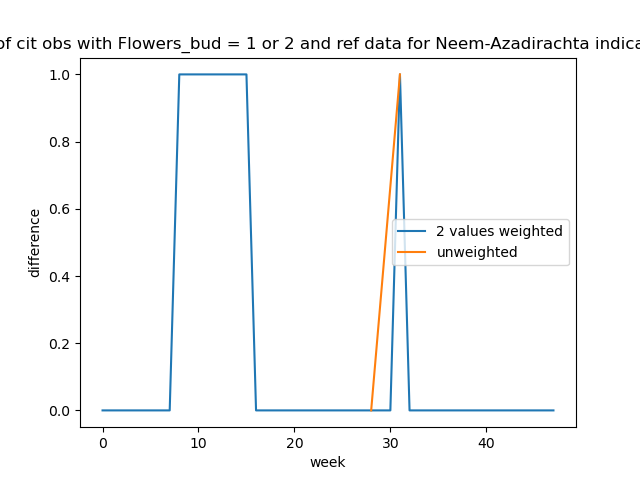 of cit obs with Flowers_bud = 1 or 2 and ref data for Neem-Azadirachta indica
1.0
0.8
0.6
0.4
0.2
0.0
difference
2 values weighted
unweighted
0 10 20 30 40
week